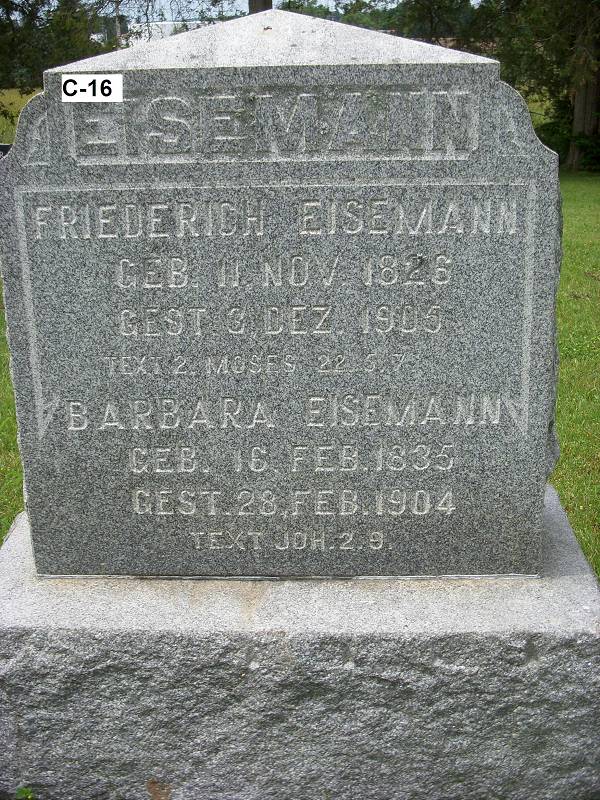 C-16
EISEMANN
FRIEDERICH EISEMANN
GEB. 11. NOV. 1826
GEST. 3. DEZ. 1905
TEXT 2. MOSES 22. 5. 7
BARBARA EISEMANN
GEB. 16. FEB. 1835
GEST. 28, FEB. 1904
TEXT JOH. 2. 9.